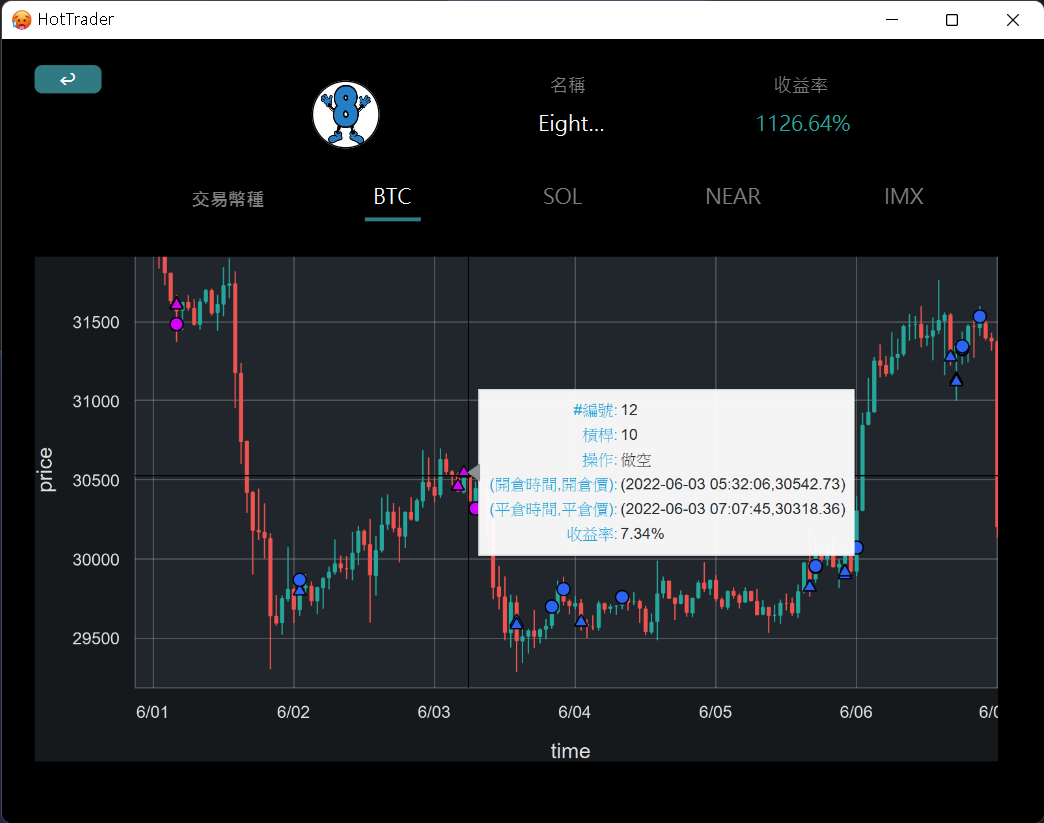 HotTrader
名稱
收益率
Eight...
1126.64%
交易幣種
BTC
SOL
NEAR
IMX
31500
31000
30500
30000
29500
price
#編號: 12
槓桿: 10
操作: 做空
(開倉時間,開倉價): (2022-06-03 05:32:06,30542.73)
(平倉時間,平倉價): (2022-06-03 07:07:45,30318.36)
收益率: 7.34%
6/01
6/02
6/03
6/04
6/05
6/06
6/0
time